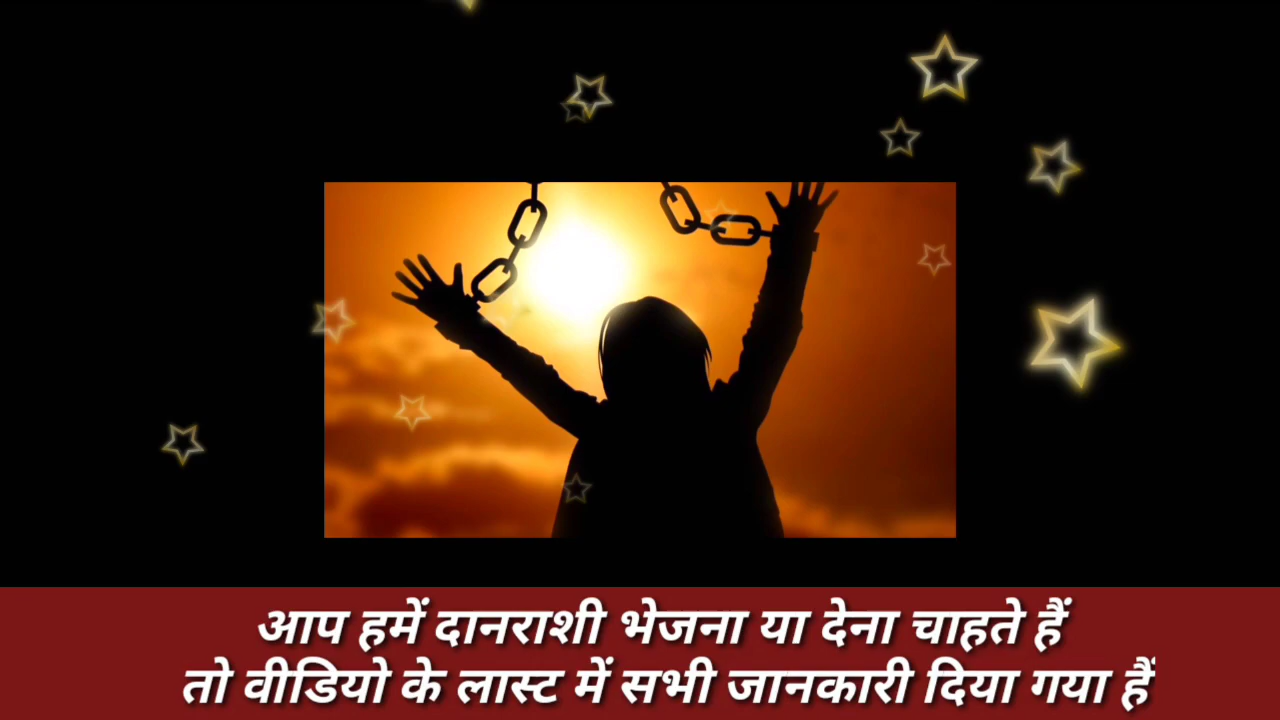 आप हमें दानराशी भेजना या देना चाहते हैं
तो वीडियो के लास्ट में सभी जानकारी दिया गया हैं